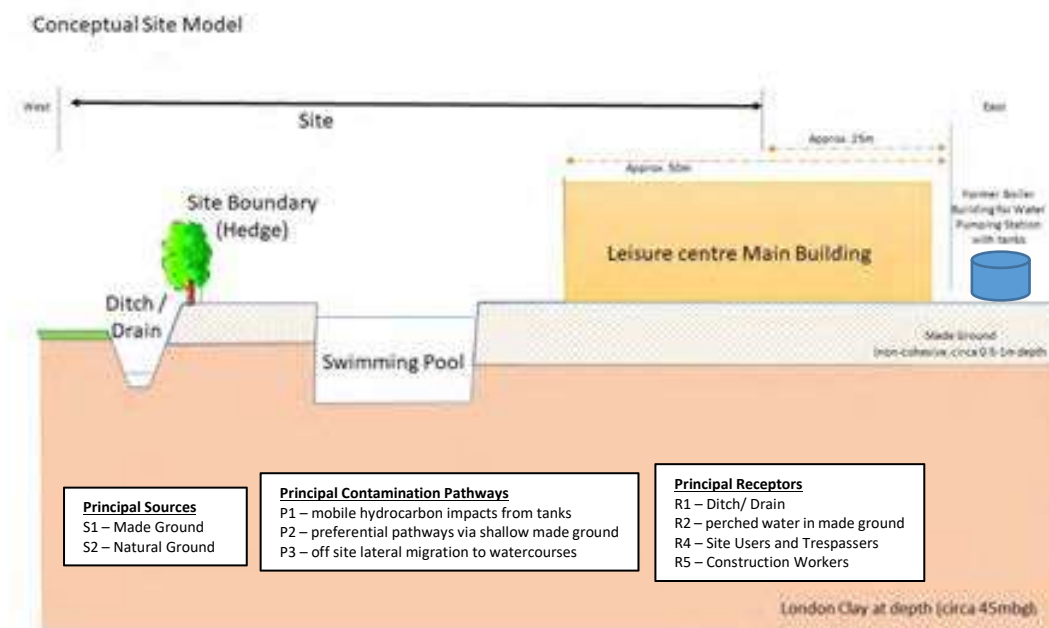 Conceptual Site Model
West
East
Site
Approx. 25m
Approx. 50m
Former Boiler
Building for Water
Pumping Station
with tanks
Site Boundary
(Hedge)
Leisure centre Main Building
Ditch /
Drain
Swimming Pool
Made Ground
(non-cohesive, circa 0.5-1m depth
Principal Sources
S1 – Made Ground
S2 – Natural Ground
Principal Contamination Pathways
P1 – mobile hydrocarbon impacts from tanks
P2 – preferential pathways via shallow made ground
P3 – off site lateral migration to watercourses
Principal Receptors
R1 – Ditch/ Drain
R2 – perched water in made ground
R4 – Site Users and Trespassers
R5 – Construction Workers
London Clay at depth (circa 45mbgl)